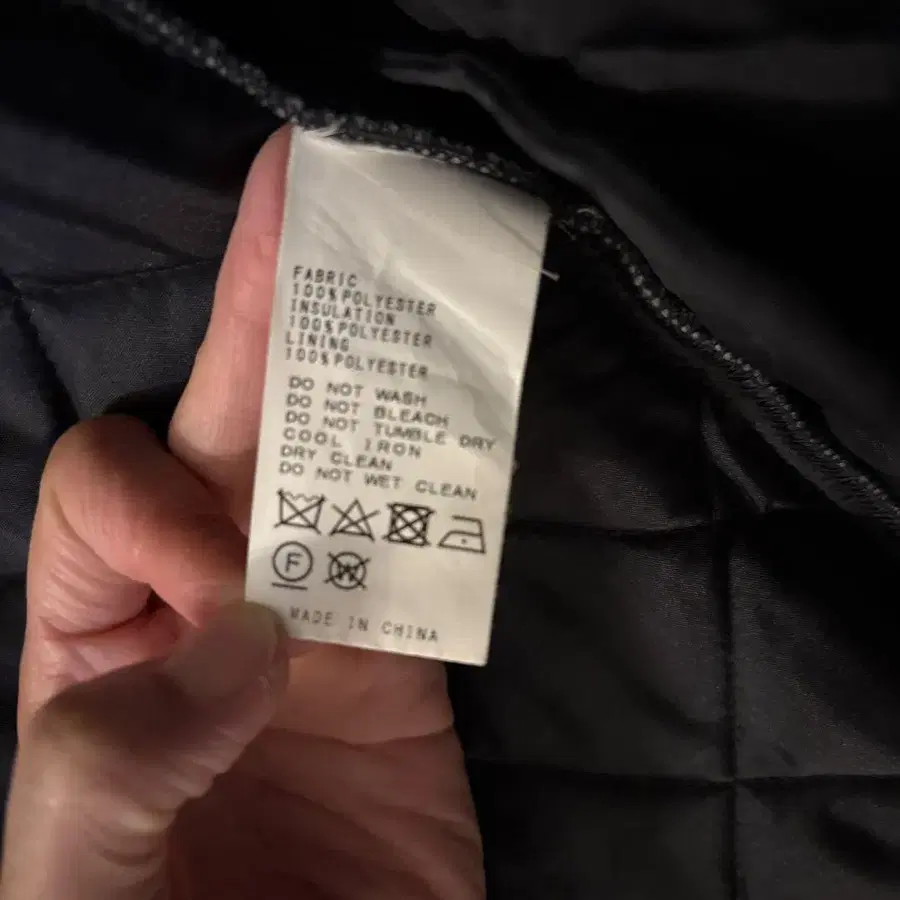 FABRIC
100%POLYESTER
INSULATION
100%POLYESTER
LINING
100%POLYESTER
DO NOT WASH
DO NOT BLEACH
DO NOT TUMBLE DRY
COOL IRON
DRY CLEAN
DO NOT WET CLEAN
F W
MADE IN CHINA